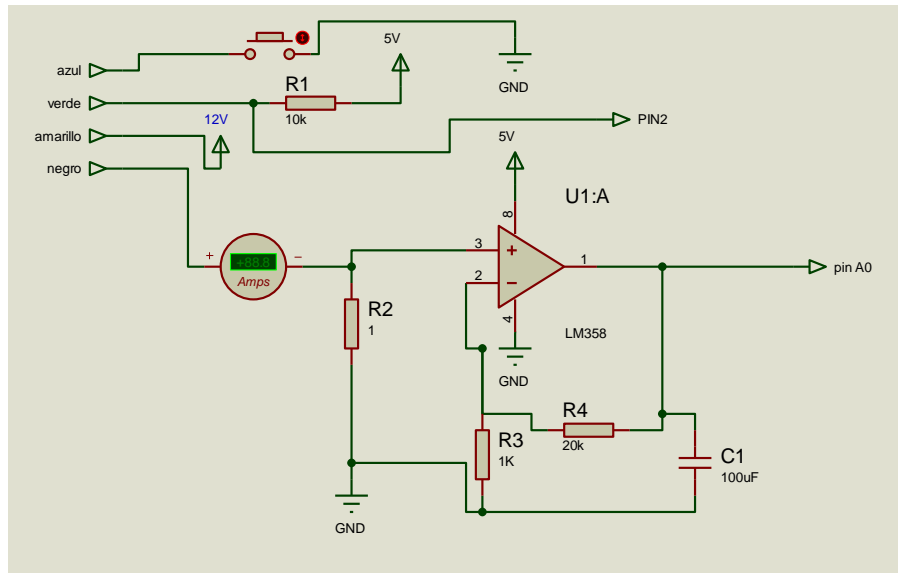 azul
GND
5V
R1
10k
verde
PIN2
12V
amarillo
negro
5V
U1:A
8
3
2
1
4
+
-
+88.8
Amps
+
−
pin A0
R2
1
LM358
GND
R4
20k
R3
1K
C1
100uF
GND